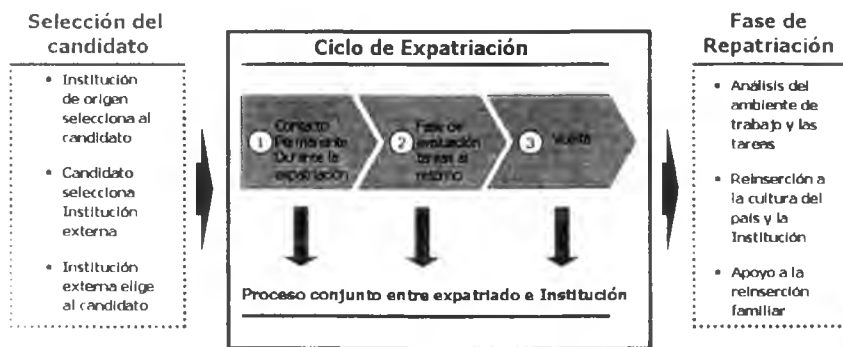 Selección del
candidato
• Institución
de origen
selecciona al
candidato
• Candidato
selecciona
Institución
externa
• Institución
externa elige
al candidato
Ciclo de Expatriación
1 Contacto
Permanente
Durante la
expatriación
2 Fase de
evaluación
tareas al
retorno
3 Vuelta
Proceso conjunto entre expatriado e Institución
Fase de
Repatriación
• Análisis del
ambiente de
trabajo y las
tareas
• Reinserción a
la cultura del
país y la
Institución
• Apoyo a la
reinserción
familiar